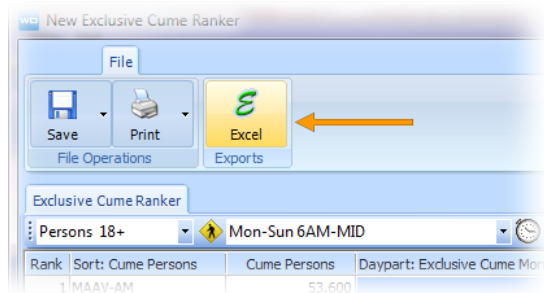 WD New Exclusive Cume Ranker
File
Save Print Excel
File Operations Exports
Exclusive Cume Ranker
Persons 18+ Mon-Sun 6AM-MID
Rank Sort: Cume Persons Cume Persons Daypart: Exclusive Cume Mon
1 MAAV-AM 53,600